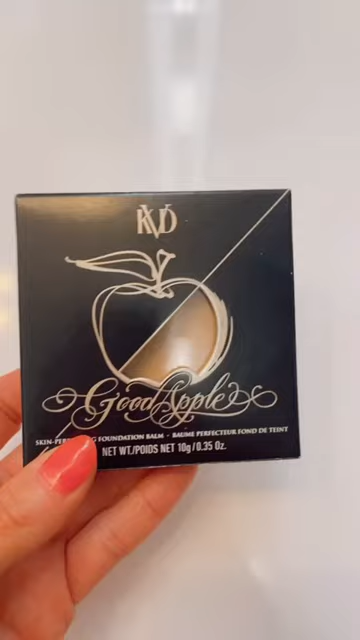 KVD
Good Apple
SKIN-PER NG FOUNDATION BALM - BAUME PERFECTEUR FOND DE TEINT
NET WT./POIDS NET 10g/0.35 Oz.